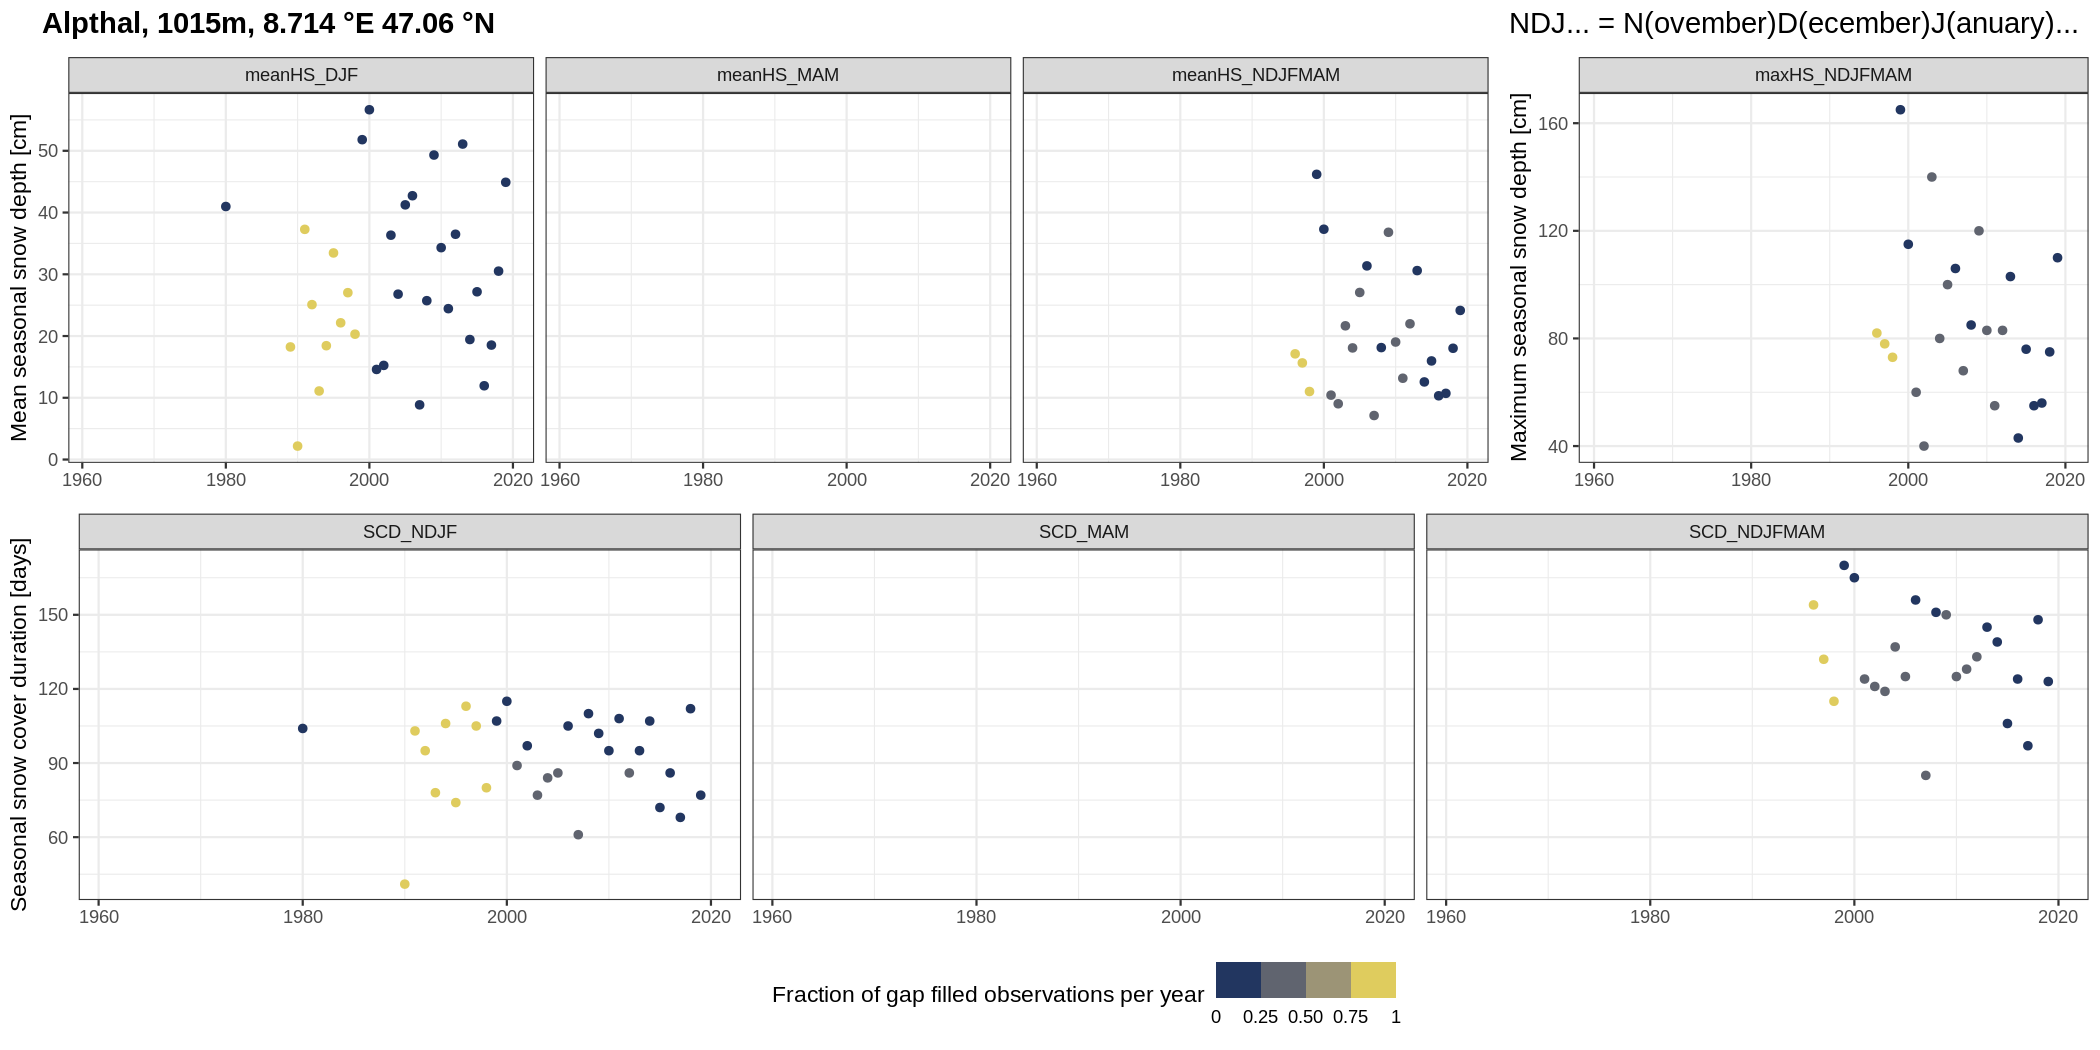 Alpthal, 1015m, 8.714 °E 47.06 °N
NDJ... = N(ovember)D(ecember)J(anuary)...
meanHS_DJF
meanHS_MAM
meanHS_NDJFMAM
maxHS_NDJFMAM
Mean seasonal snow depth [cm]
50
40
30
20
10
0
1960 1980 2000 2020
1960 1980 2000 2020
1960 1980 2000 2020
Maximum seasonal snow depth [cm]
160
120
80
40
1960 1980 2000 2020
SCD_NDJF
SCD_MAM
SCD_NDJFMAM
Seasonal snow cover duration [days]
150
120
90
60
1960 1980 2000 2020
1960 1980 2000 2020
1960 1980 2000 2020
Fraction of gap filled observations per year
0 0.25 0.50 0.75 1